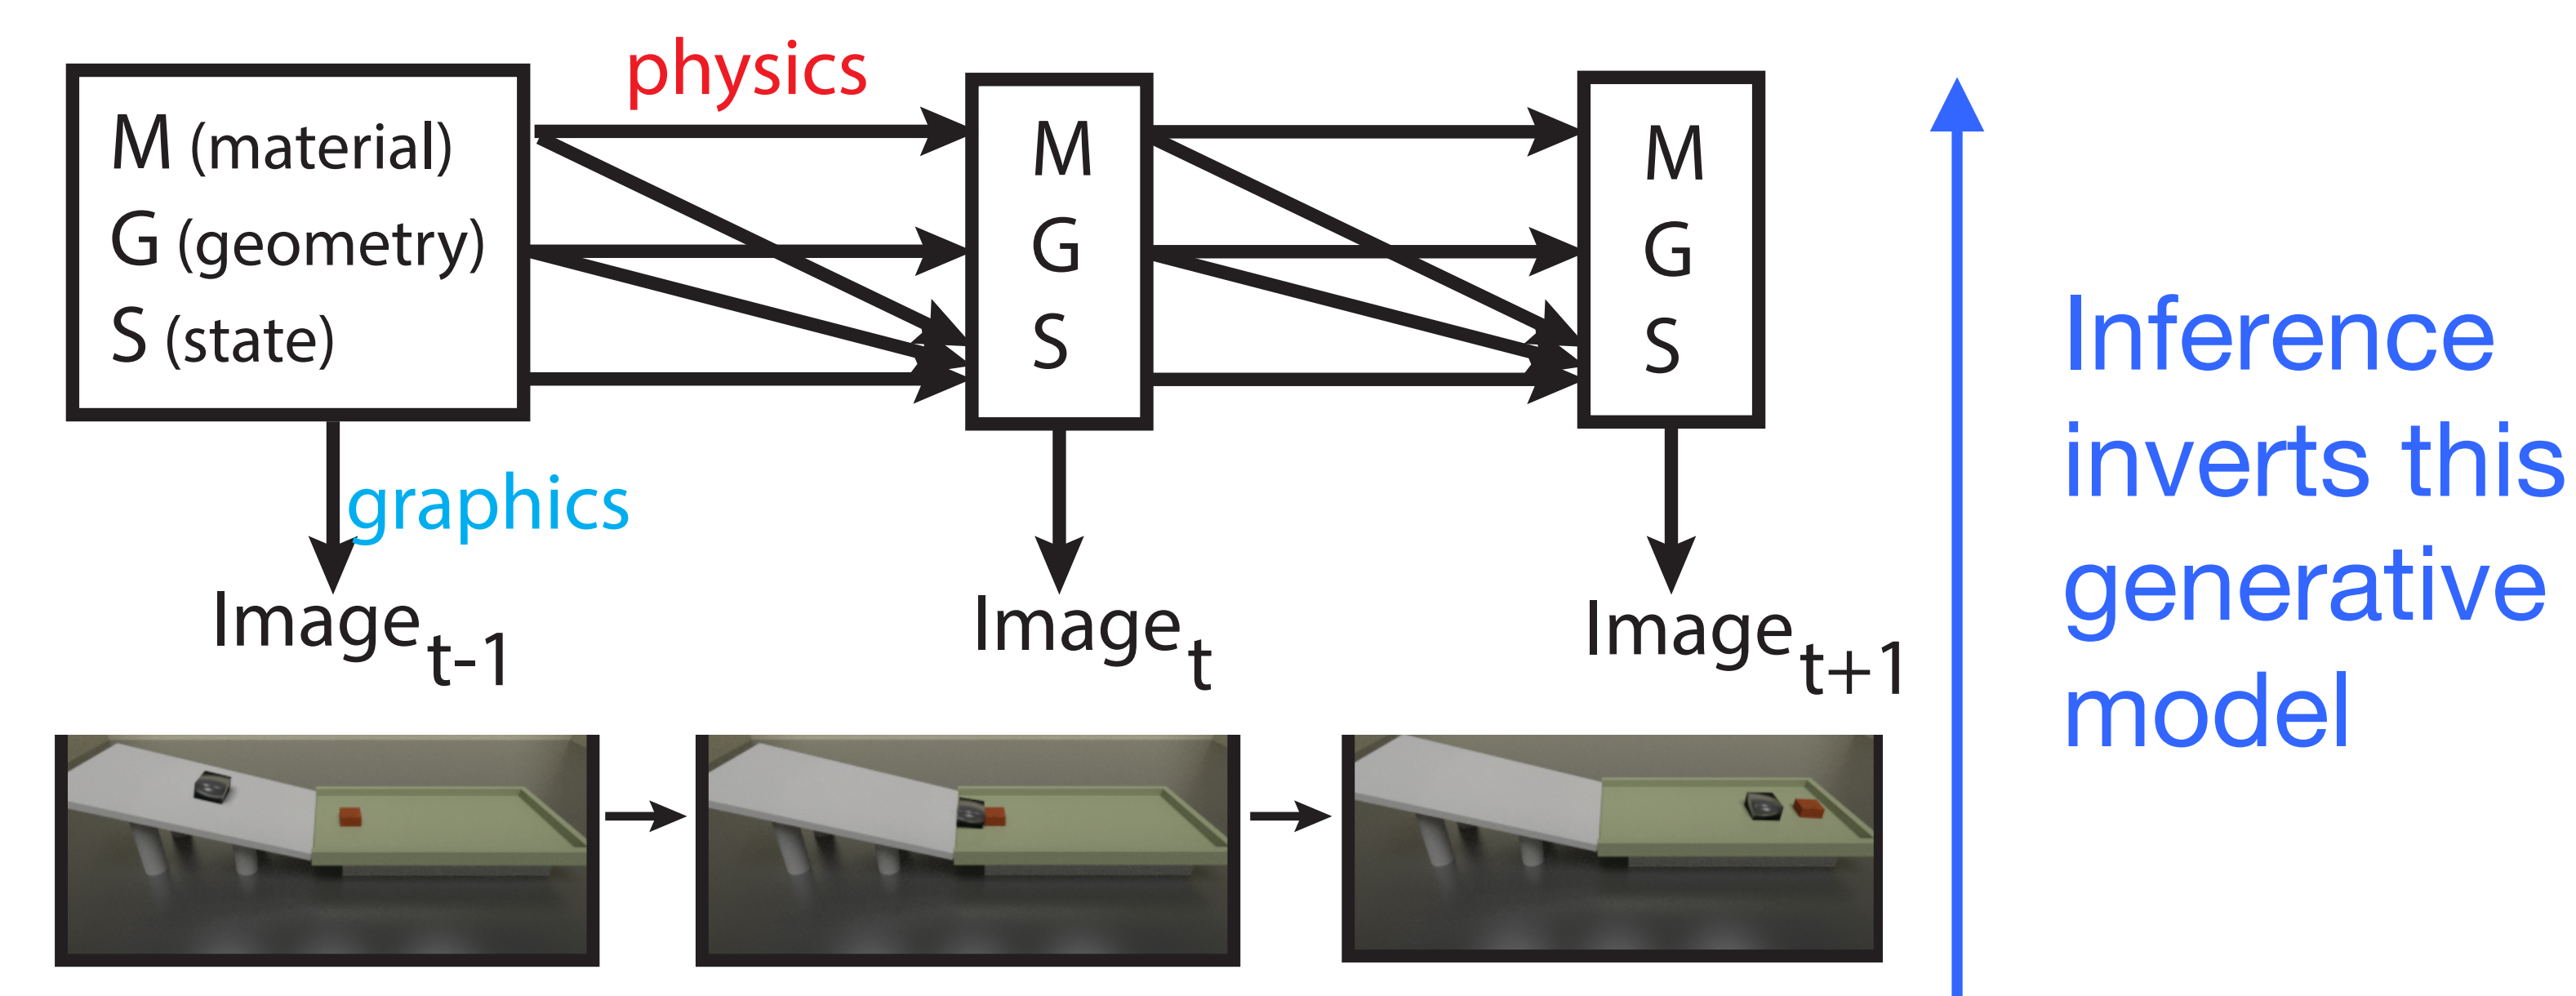 physics
M (material)
G (geometry)
S (state)
M
G
S
M
G
S
graphics
Image t-1
Image t
Image t+1
Inference
inverts this
generative
model